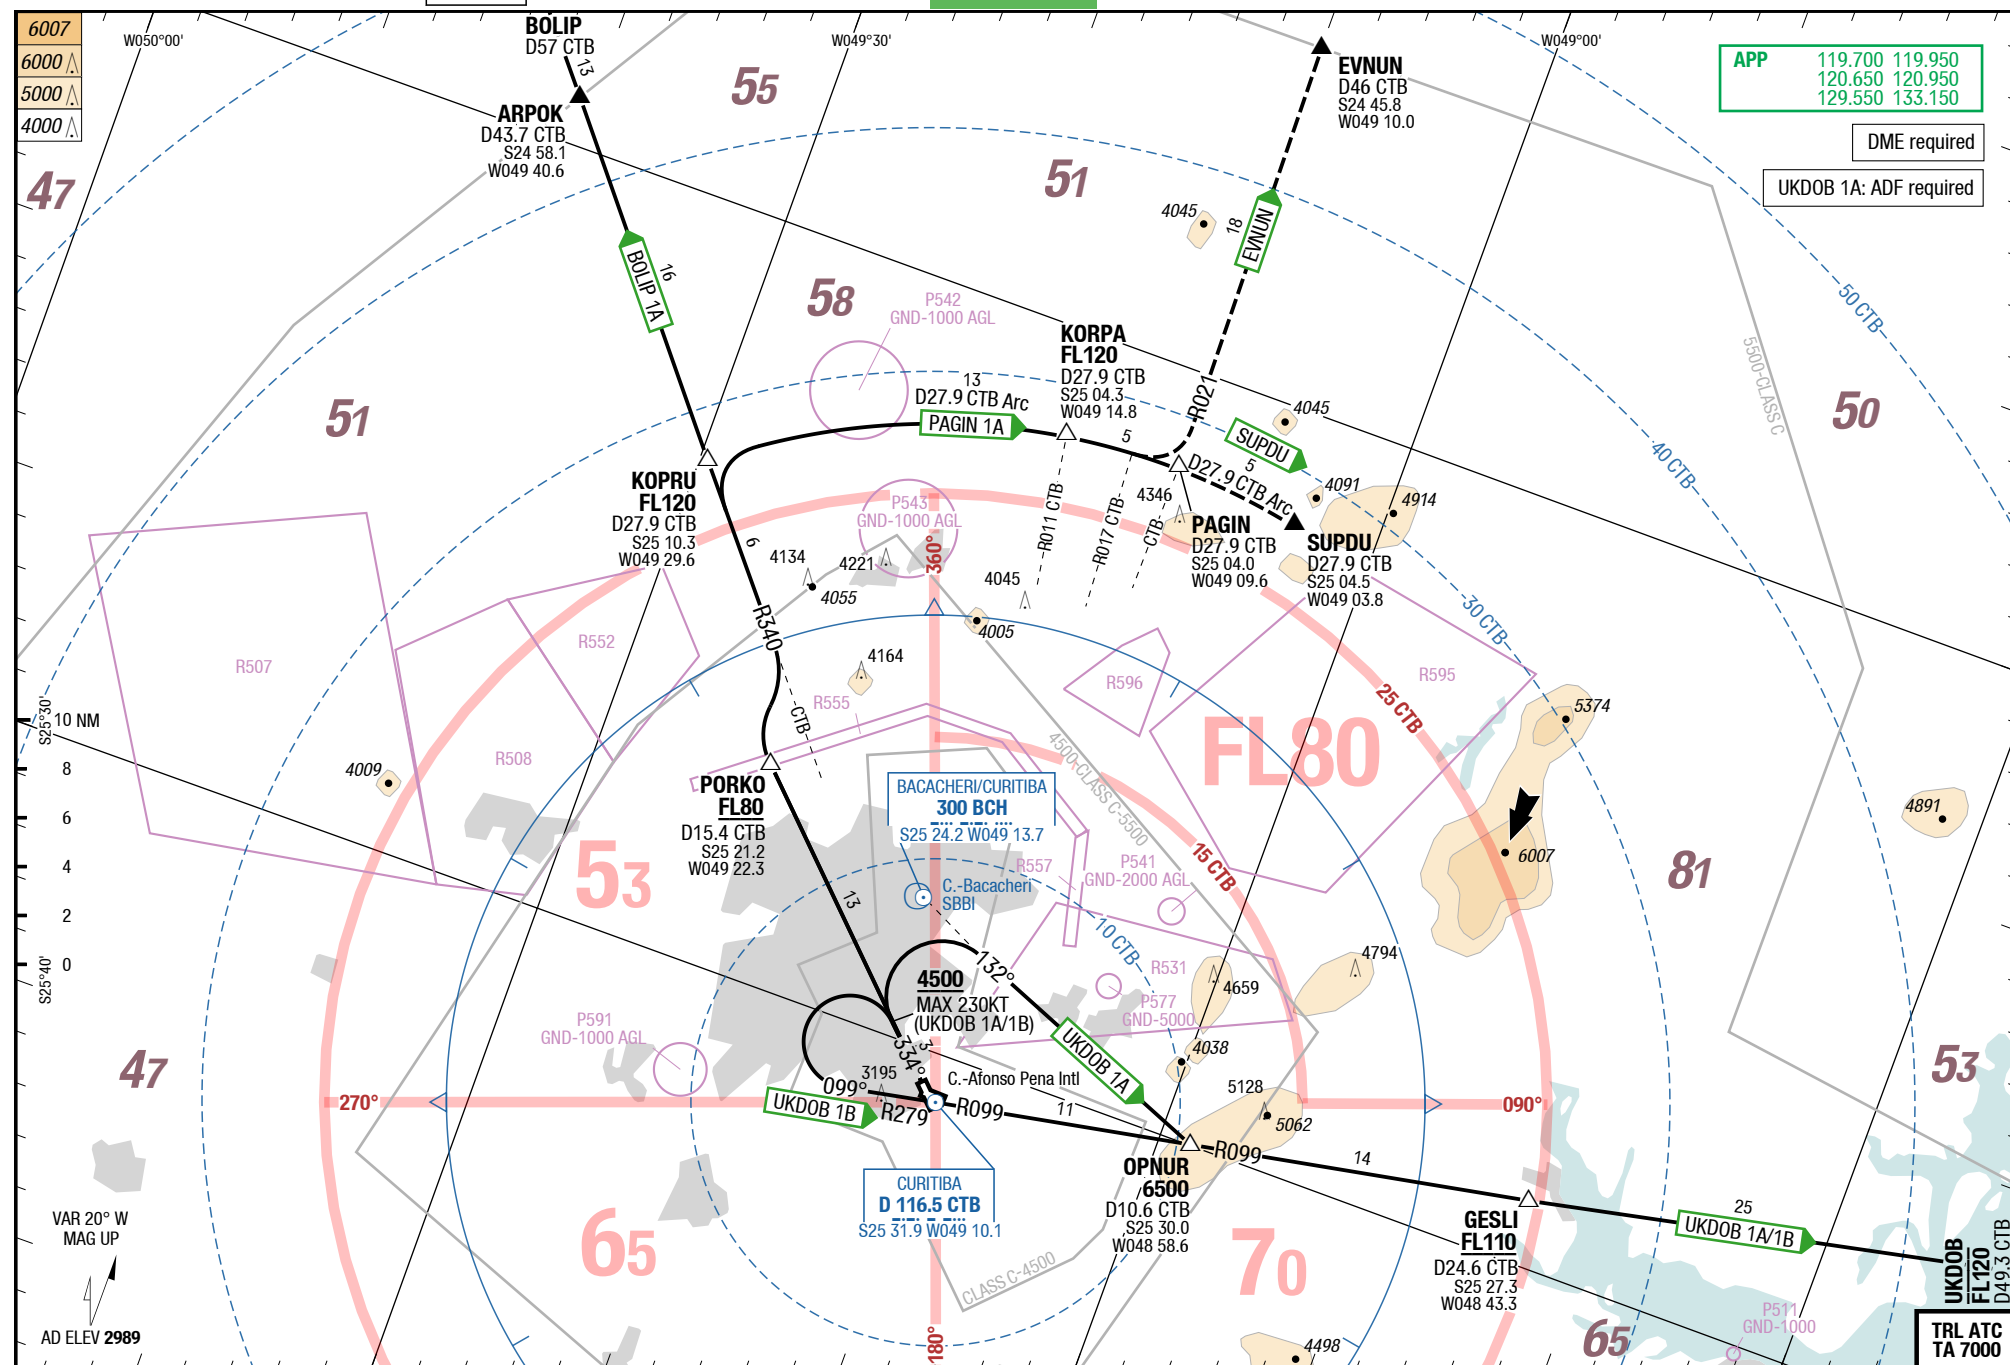 6007
6000
5000
4000
W050°00'
BOLIP
D57 CTB
13
W049°30'
W049°00'
APP 119.700 119.950
120.650 120.950
129.550 133.150
DME required
UKDOB 1A: ADF required
EVNUN
D46 CTB
S24 45.8
W049 10.0
ARPOK
D43.7 CTB
S24 58.1
W049 40.6
55
47
51
4045
18
EVNUN
BOLIP 1A
16
58
P542
GND-1000 AGL
50 CTB
5500-CLASS C
KORPA
FL120
D27.9 CTB
S25 04.3
W049 14.8
13
D27.9 CTB Arc
PAGIN 1A
5
R021
4045
SUPDU
5
D27.9 CTB Arc
51
50
40 CTB
KOPRU
FL120
D27.9 CTB
S25 10.3
W049 29.6
6
P543
GND-1000 AGL
360°
R011 CTB
R017 CTB
CTB
4346
4091
4914
PAGIN
D27.9 CTB
S25 04.0
W049 09.6
SUPDU
D27.9 CTB
S25 04.5
W049 03.8
4134
4221
4055
4045
4005
30 CTB
R507
R552
R340
4164
R555
CTB
R596
R595
25 CTB
S25°30'
10 NM
8
6
4
2
0
S25°40'
R508
4009
FL80
5374
PORKO
FL80
D15.4 CTB
S25 21.2
W049 22.3
BACACHERI/CURITIBA
300 BCH
S25 24.2 W049 13.7
4500-CLASS C-5500
15 CTB
6007
4891
81
53
C.-Bacacheri
SBBI
R557
P541
GND-2000 AGL
10 CTB
13
132°
4500
MAX 230KT
(UKDOB 1A/1B)
R531
4659
4794
P577
GND-5000
P591
GND-1000 AGL
334°
3
UKDOB 1A
4038
47
53
3195
099°
UKDOB 1B
R279
C.-Afonso Pena Intl
R099
11
5128
5062
270°
090°
R099
14
CURITIBA
D 116.5 CTB
S25 31.9 W049 10.1
OPNUR
6500
D10.6 CTB
S25 30.0
W048 58.6
GESLI
FL110
D24.6 CTB
S25 27.3
W048 43.3
25
UKDOB 1A/1B
UKDOB
FL120
D49.3 CTB
VAR 20° W
MAG UP
AD ELEV 2989
65
70
CLASS C-4500
180°
4498
P511
GND-1000
65
TRL ATC
TA 7000